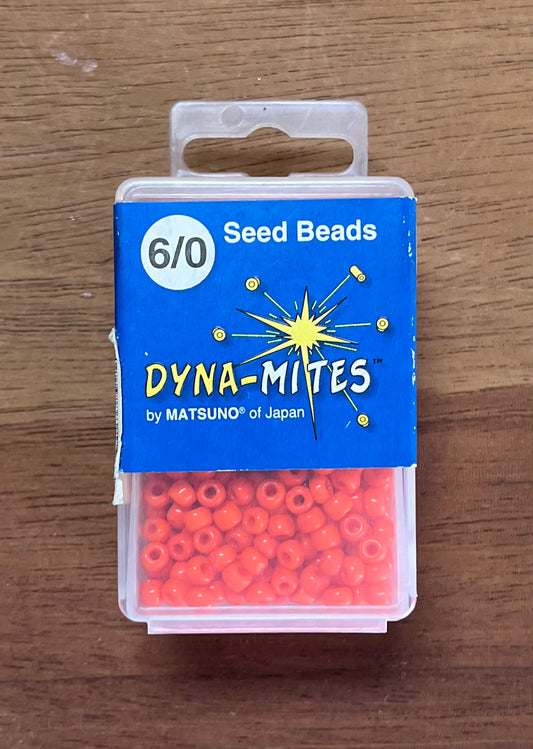 6/0
Seed Beads
DYNA-MITES™
by MATSUNO® of Japan